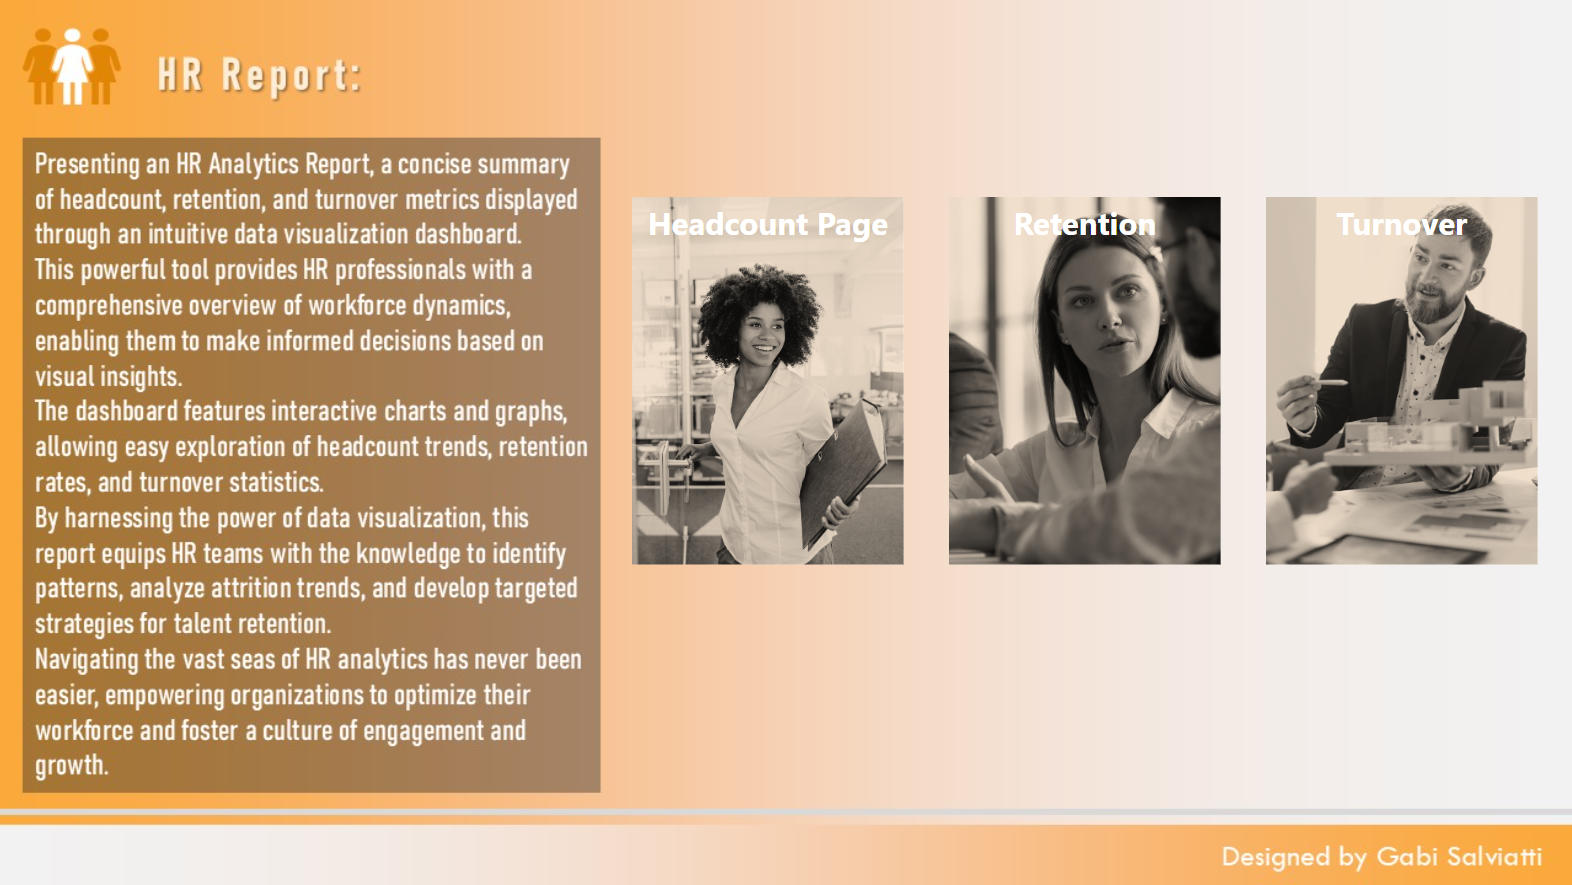 HR Report:
Presenting an HR Analytics Report, a concise summary
of headcount, retention, and turnover metrics displayed
through an intuitive data visualization dashboard.
This powerful tool provides HR professionals with a
comprehensive overview of workforce dynamics,
enabling them to make informed decisions based on
visual insights.
The dashboard features interactive charts and graphs,
allowing easy exploration of headcount trends, retention
rates, and turnover statistics.
By harnessing the power of data visualization, this
report equips HR teams with the knowledge to identify
patterns, analyze attrition trends, and develop targeted
strategies for talent retention.
Navigating the vast seas of HR analytics has never been
easier, empowering organizations to optimize their
workforce and foster a culture of engagement and
growth.
Headcount Page
Retention
Turnover
Designed by Gabi Salviatti